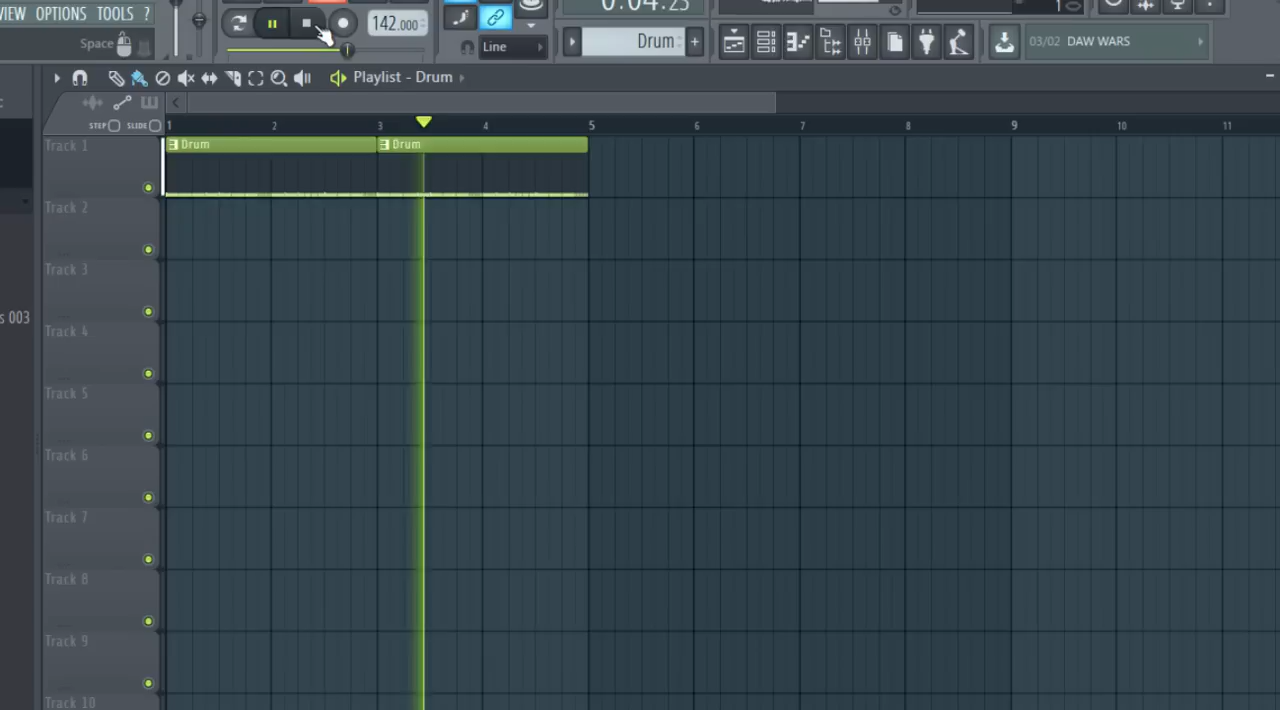 VIEW OPTIONS TOOLS ?
Space
142.000
0:04:23
1
Line
Drum
+
03/02 DAW WARS
Playlist - Drum
STEP SLIDE
1 2 3 4 5 6 7 8 9 10 11
Track 1
Drum Drum
Track 2
Track 3
s 003
Track 4
Track 5
Track 6
Track 7
Track 8
Track 9
Track 10